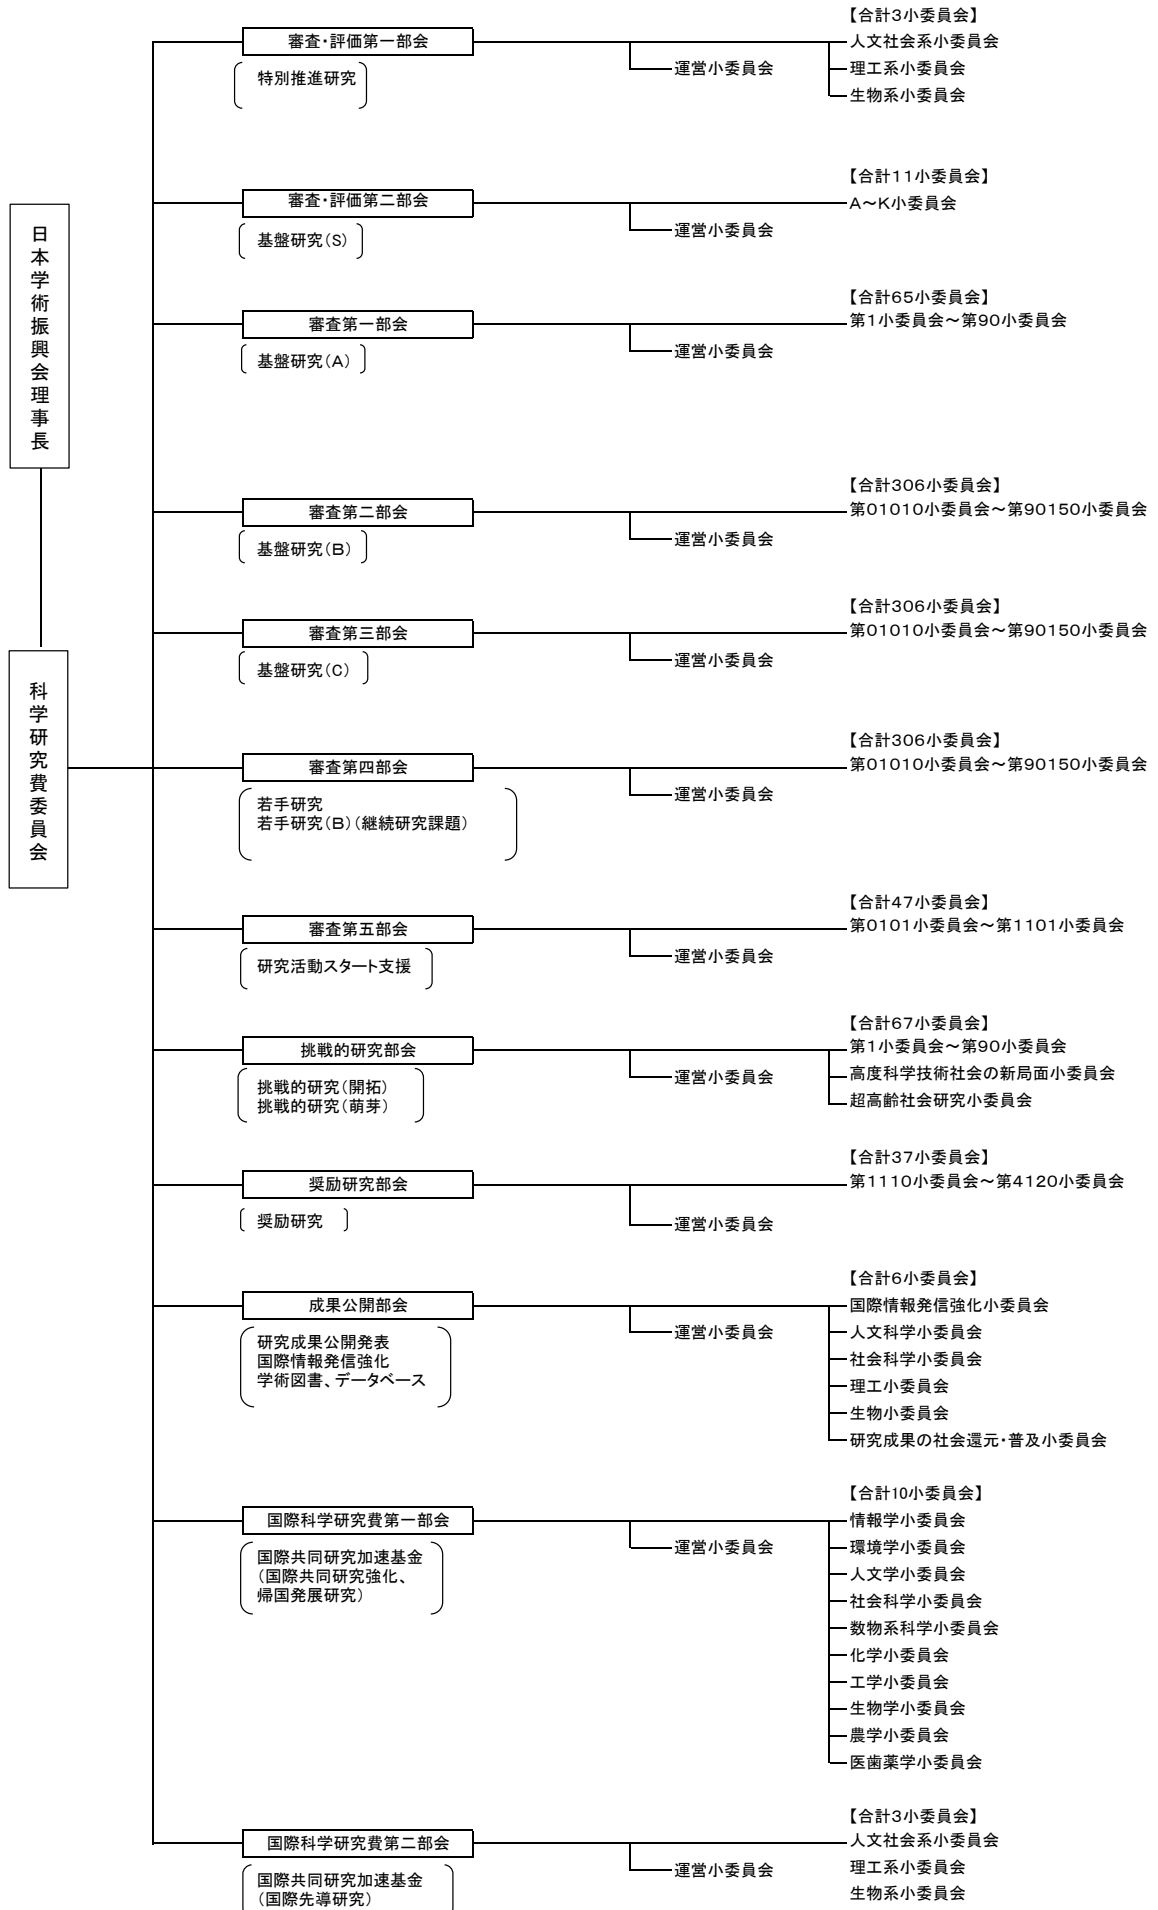 日本学術振興会理事長
科学研究費委員会
審査・評価第一部会
特別推進研究
運営小委員会
【合計3小委員会】
人文社会系小委員会
理工系小委員会
生物系小委員会
審査・評価第二部会
基盤研究(S)
運営小委員会
【合計11小委員会】
A～K小委員会
審査第一部会
基盤研究(A)
運営小委員会
【合計65小委員会】
第1小委員会～第90小委員会
審査第二部会
基盤研究(B)
運営小委員会
【合計306小委員会】
第01010小委員会～第90150小委員会
審査第三部会
基盤研究(C)
運営小委員会
【合計306小委員会】
第01010小委員会～第90150小委員会
審査第四部会
若手研究
若手研究(B)(継続研究課題)
運営小委員会
【合計306小委員会】
第01010小委員会～第90150小委員会
審査第五部会
研究活動スタート支援
運営小委員会
【合計47小委員会】
第0101小委員会～第1101小委員会
挑戦的研究部会
挑戦的研究(開拓)
挑戦的研究(萌芽)
運営小委員会
【合計67小委員会】
第1小委員会～第90小委員会
高度科学技術社会の新局面小委員会
超高齢社会研究小委員会
奨励研究部会
奨励研究
運営小委員会
【合計37小委員会】
第1110小委員会～第4120小委員会
成果公開部会
研究成果公開発表
国際情報発信強化
学術図書、データベース
運営小委員会
【合計6小委員会】
国際情報発信強化小委員会
人文科学小委員会
社会科学小委員会
理工小委員会
生物小委員会
研究成果の社会還元・普及小委員会
国際科学研究費第一部会
国際共同研究加速基金
(国際共同研究強化、
帰国発展研究)
運営小委員会
【合計10小委員会】
情報学小委員会
環境学小委員会
人文学小委員会
社会科学小委員会
数物系科学小委員会
化学小委員会
工学小委員会
生物学小委員会
農学小委員会
医歯薬学小委員会
国際科学研究費第二部会
国際共同研究加速基金
(国際先導研究)
運営小委員会
【合計3小委員会】
人文社会系小委員会
理工系小委員会
生物系小委員会